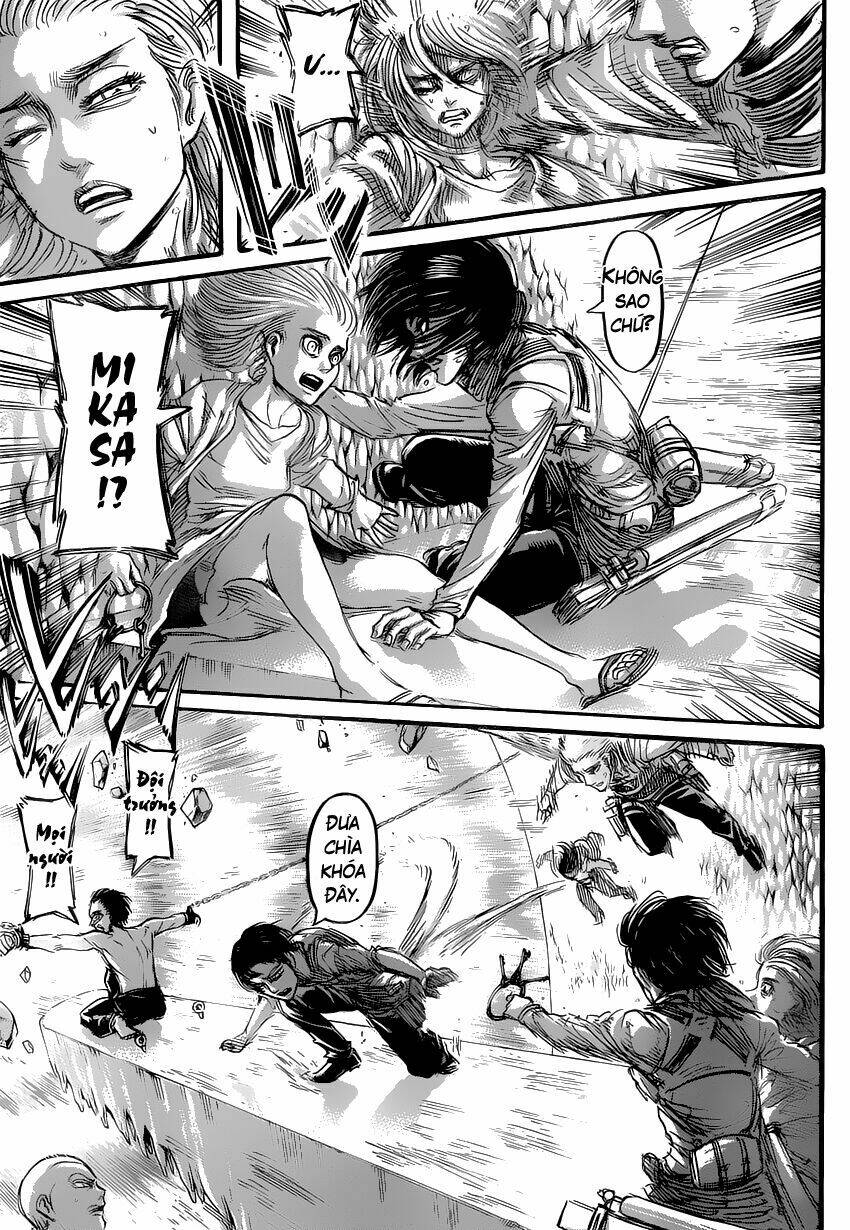 Ư...
KHÔNG
SAO
CHỨ?
MI
KA
SA
!?
Đội
trưởng
!!
Mọi
người
!!
ĐƯA
CHÌA
KHÓA
ĐÂY.